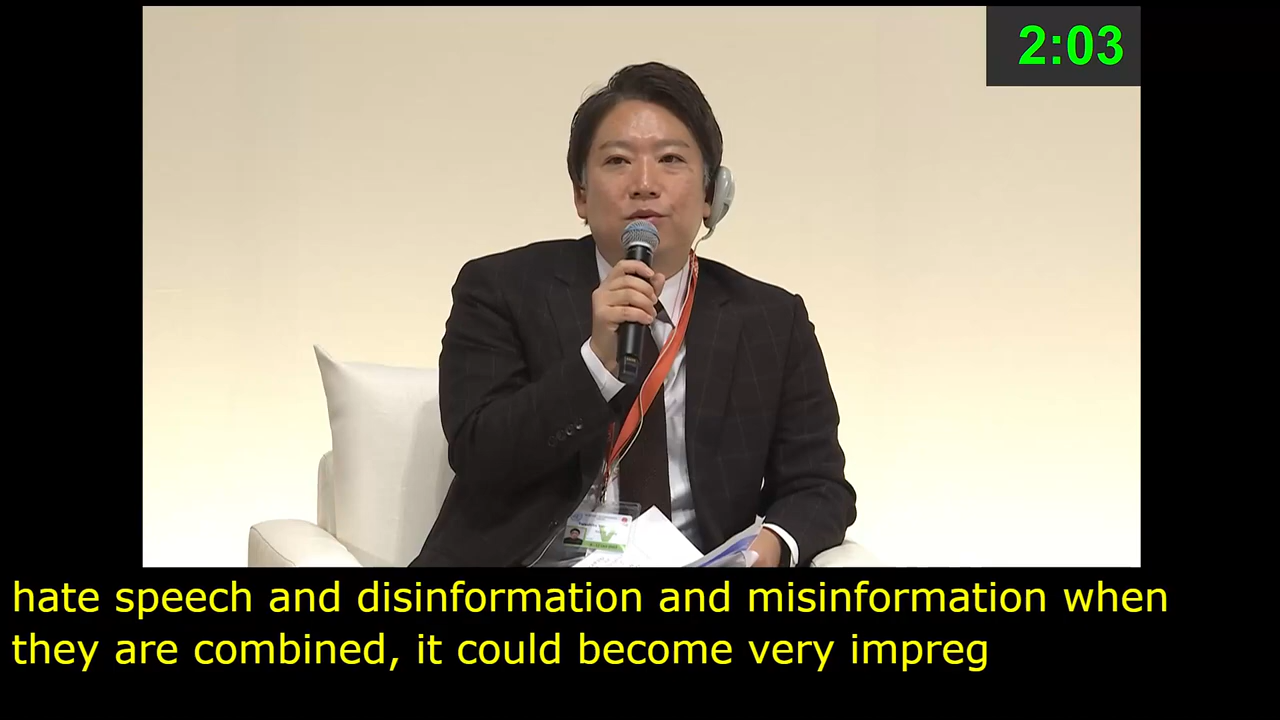 2:03
hate speech and disinformation and misinformation when
they are combined, it could become very impreg